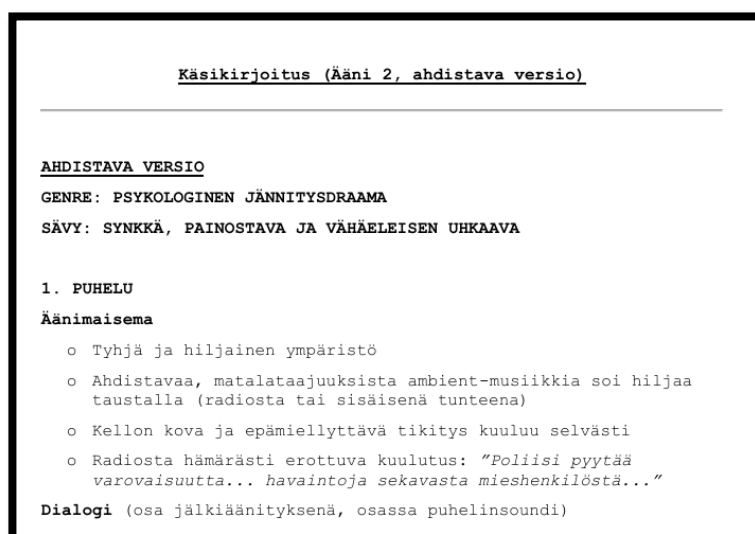 Käsikirjoitus (Ääni 2, ahdistava versio)
AHDISTAVA VERSIO
GENRE: PSYKOLOGINEN JÄNNITYSDRAAMA
SÄVY: SYNKKÄ, PAINOSTAVA JA VÄHÄELEISEN UHKAAVA
1. PUHELU
Äänimaisema
o Tyhjä ja hiljainen ympäristö
o Ahdistavaa, matalataajuuksista ambient-musiikkia soi hiljaa
taustalla (radiosta tai sisäisenä tunteena)
o Kellon kova ja epämiellyttävä tikitys kuuluu selvästi
o Radiosta hämärästi erottuva kuulutus: ”Poliisi pyytää
varovaisuutta... havaintoja sekavasta mieshenkilöstä...”
Dialogi (osa jälkiäänityksenä, osassa puhelinsoundi)